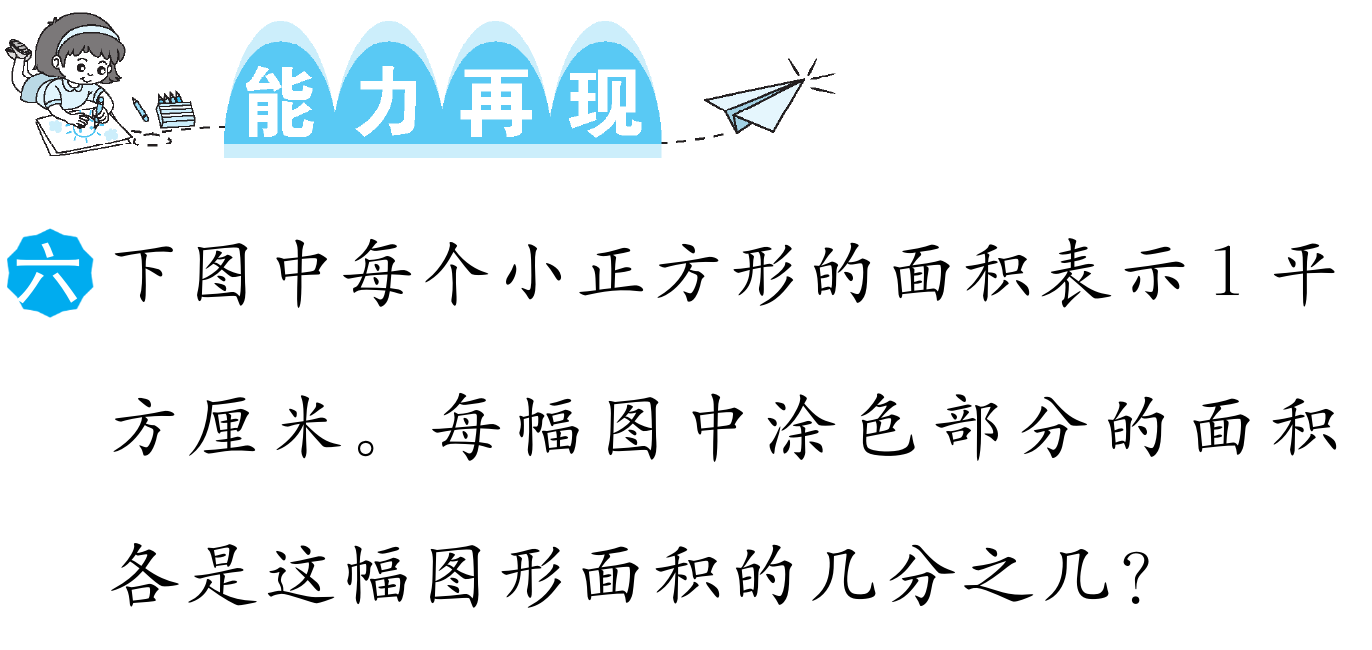 能力再现
六 下图中每个小正方形的面积表示1平
方厘米。每幅图中涂色部分的面积
各是这幅图形面积的几分之几?